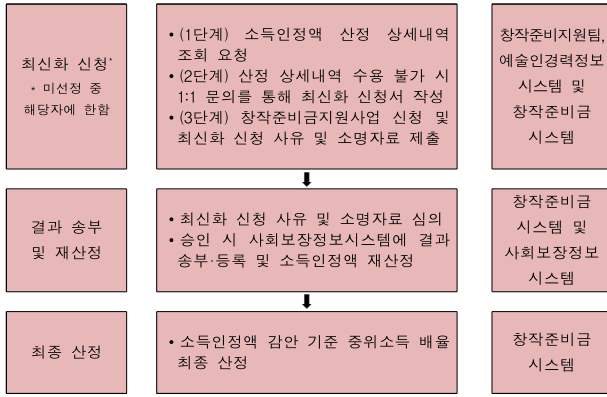 최신화 신청*
* 미선정 중
해당자에 한함
• (1단계) 소득인정액 산정 상세내역
조회 요청
• (2단계) 산정 상세내역 수용 불가 시
1:1 문의를 통해 최신화 신청서 작성
• (3단계) 창작준비금지원사업 신청 및
최신화 신청 사유 및 소명자료 제출
창작준비지원팀,
예술인경력정보
시스템 및
창작준비금
시스템
결과 송부
및 재산정
• 최신화 신청 사유 및 소명자료 심의
• 승인 시 사회보장정보시스템에 결과
송부·등록 및 소득인정액 재산정
창작준비금
시스템 및
사회보장정보
시스템
최종 산정
• 소득인정액 감안 기준 중위소득 배율
최종 산정
창작준비금
시스템